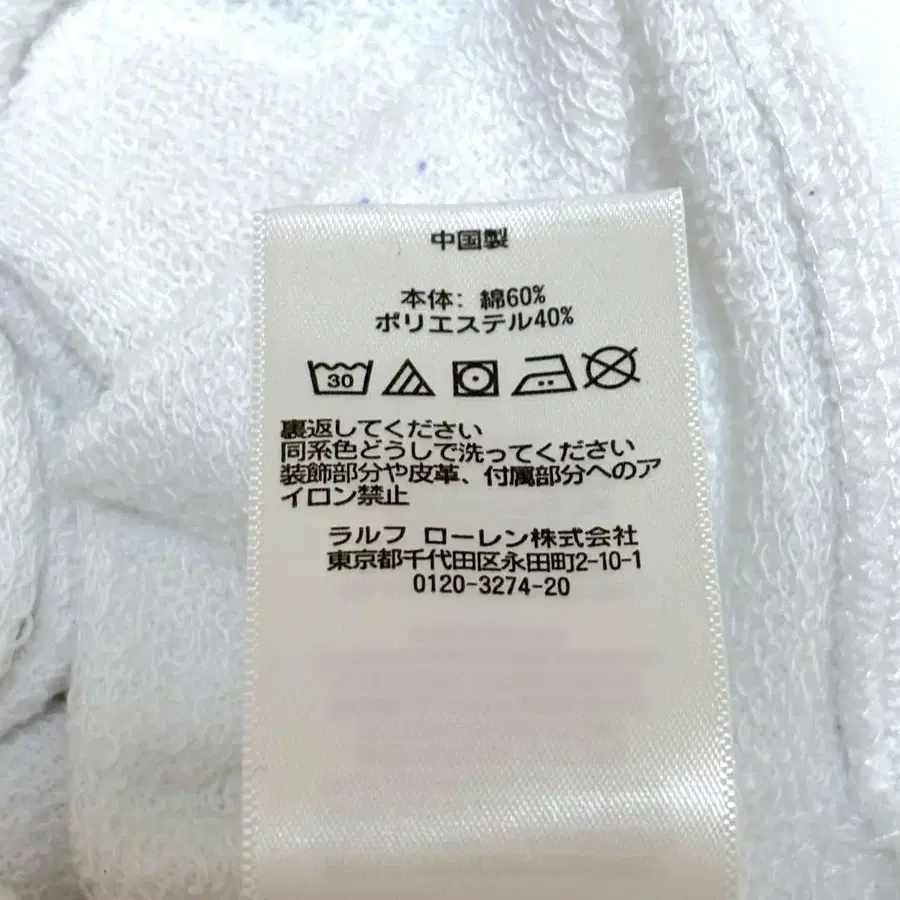 中国製
本体: 綿60%
ポリエステル40%
30
裏返してください
同系色どうしで洗ってください
装飾部分や皮革、付属部分へのア
イロン禁止
ラルフ ローレン株式会社
東京都千代田区永田町2-10-1
0120-3274-20